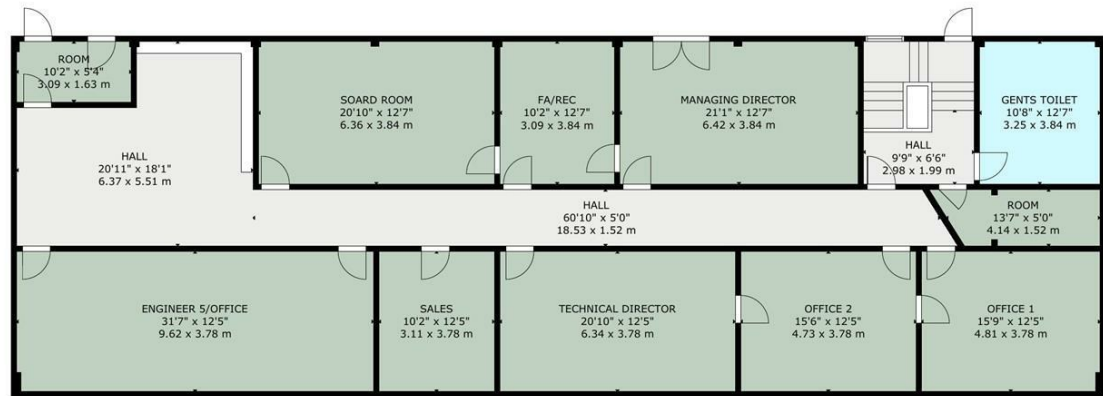 ROOM
10'2" x 5'4"
3.09 x 1.63 m
SOARD ROOM
20'10" x 12'7"
6.36 x 3.84 m
FA/REC
10'2" x 12'7"
3.09 x 3.84 m
MANAGING DIRECTOR
21'1" x 12'7"
6.42 x 3.84 m
GENTS TOILET
10'8" x 12'7"
3.25 x 3.84 m
HALL
20'11" x 18'1"
6.37 x 5.51 m
HALL
9'9" x 6'6"
2.98 x 1.99 m
HALL
60'10" x 5'0"
18.53 x 1.52 m
ROOM
13'7" x 5'0"
4.14 x 1.52 m
ENGINEER 5/OFFICE
31'7" x 12'5"
9.62 x 3.78 m
SALES
10'2" x 12'5"
3.11 x 3.78 m
TECHNICAL DIRECTOR
20'10" x 12'5"
6.34 x 3.78 m
OFFICE 2
15'6" x 12'5"
4.73 x 3.78 m
OFFICE 1
15'9" x 12'5"
4.81 x 3.78 m